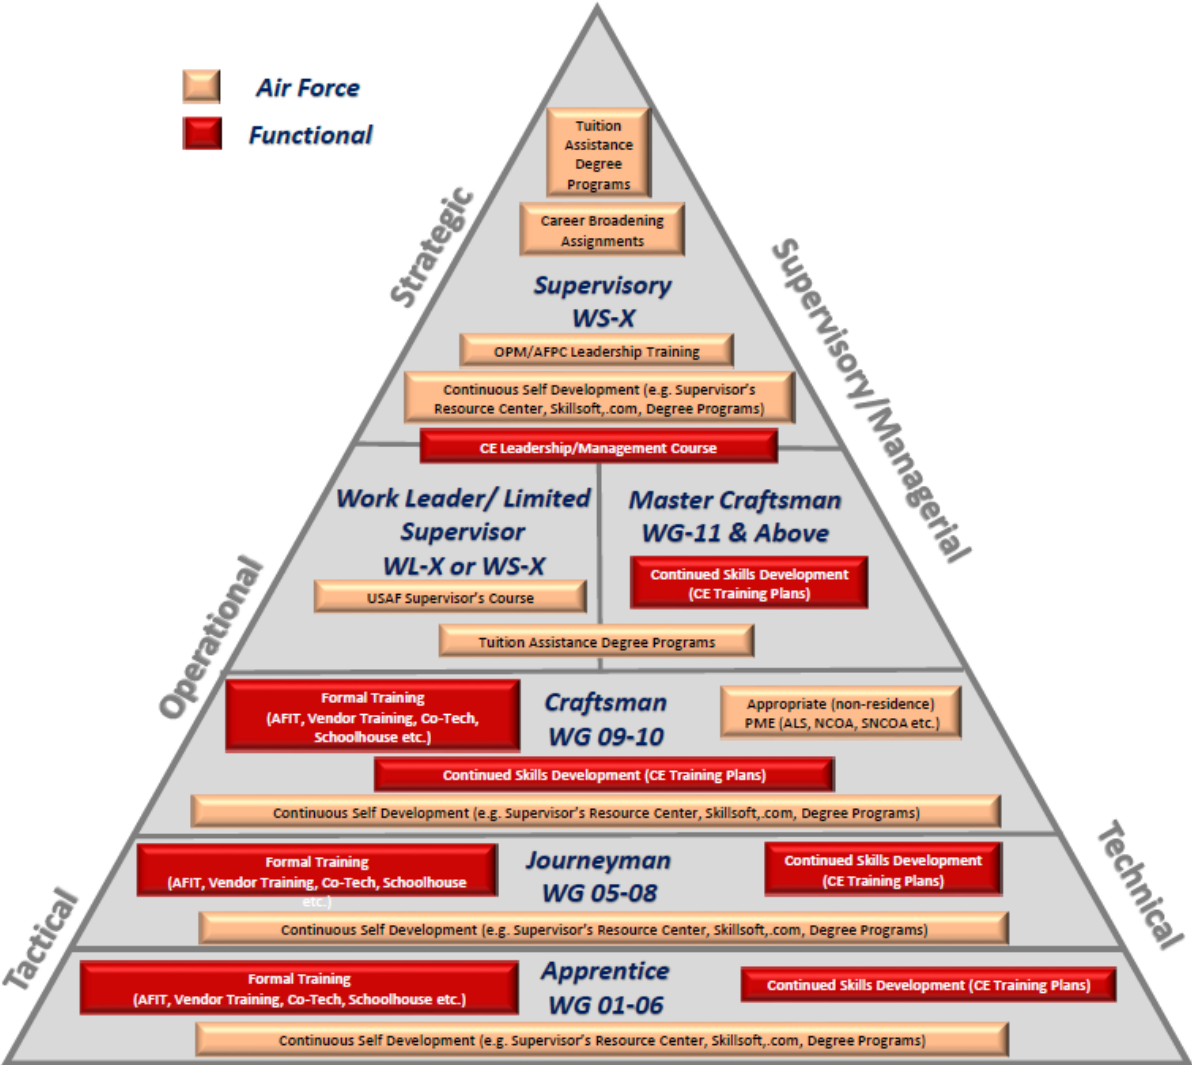 Air Force
Functional
Tuition
Assistance
Degree
Programs
Career Broadening
Assignments
Strategic
Supervisory/Managerial
Supervisory
WS-X
OPM/AFPC Leadership Training
Continuous Self Development (e.g. Supervisor's
Resource Center, Skillsoft,.com, Degree Programs)
CE Leadership/Management Course
Work Leader/ Limited
Supervisor
WL-X or WS-X
USAF Supervisor's Course
Master Craftsman
WG-11 & Above
Continued Skills Development
(CE Training Plans)
Tuition Assistance Degree Programs
Operational
Formal Training
(AFIT, Vendor Training, Co-Tech,
Schoolhouse etc.)
Craftsman
WG 09-10
Appropriate (non-residence)
PME (ALS, NCOA, SNCOA etc.)
Continued Skills Development (CE Training Plans)
Continuous Self Development (e.g. Supervisor's Resource Center, Skillsoft,.com, Degree Programs)
Technical
Formal Training
(AFIT, Vendor Training, Co-Tech, Schoolhouse
etc.)
Journeyman
WG 05-08
Continued Skills Development
(CE Training Plans)
Continuous Self Development (e.g. Supervisor's Resource Center, Skillsoft,.com, Degree Programs)
Tactical
Formal Training
(AFIT, Vendor Training, Co-Tech, Schoolhouse etc.)
Apprentice
WG 01-06
Continued Skills Development (CE Training Plans)
Continuous Self Development (e.g. Supervisor's Resource Center, Skillsoft,.com, Degree Programs)